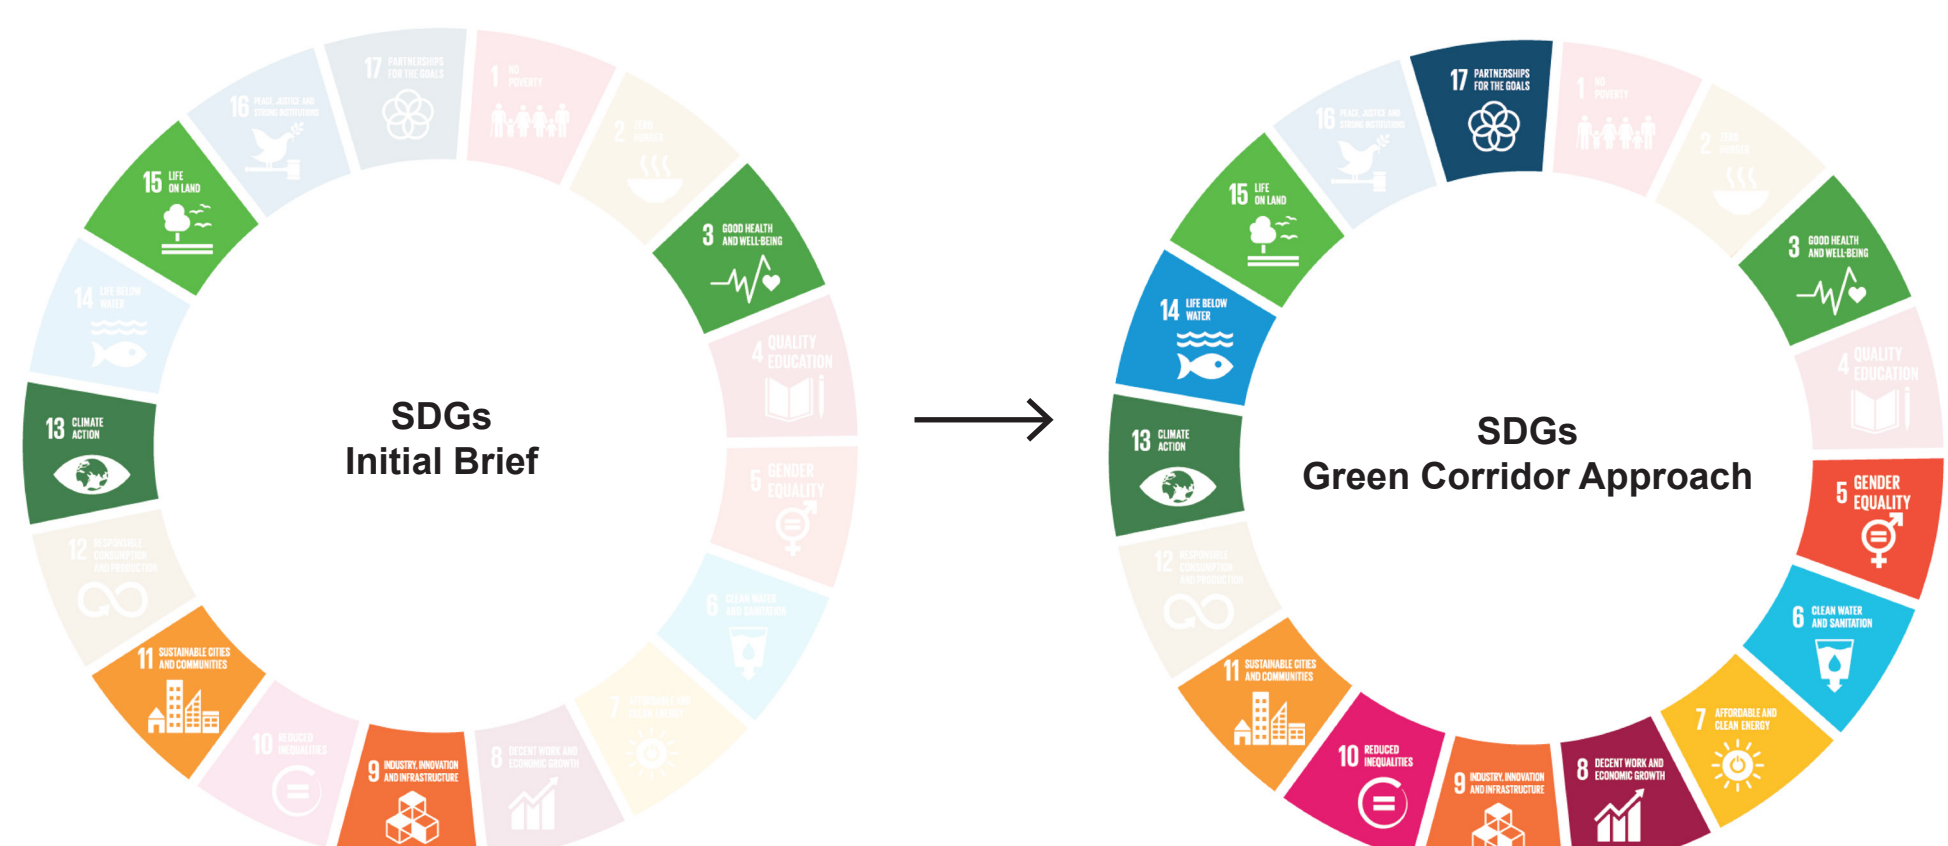 17 PARTNERSHIPS
FOR THE GOALS
1 NO
POVERTY
2 ZERO
HUNGER
3 GOOD HEALTH
AND WELL-BEING
4 QUALITY
EDUCATION
5 GENDER
EQUALITY
6 CLEAN WATER
AND SANITATION
7 AFFORDABLE AND
CLEAN ENERGY
8 DECENT WORK AND
ECONOMIC GROWTH
9 INDUSTRY, INNOVATION
AND INFRASTRUCTURE
10 REDUCED
INEQUALITIES
11 SUSTAINABLE CITIES
AND COMMUNITIES
12 RESPONSIBLE
CONSUMPTION
AND PRODUCTION
13 CLIMATE
ACTION
14 LIFE BELOW
WATER
15 LIFE
ON LAND
16 PEACE, JUSTICE AND
STRONG INSTITUTIONS
SDGs
Initial Brief
17 PARTNERSHIPS
FOR THE GOALS
1 NO
POVERTY
2 ZERO
HUNGER
3 GOOD HEALTH
AND WELL-BEING
4 QUALITY
EDUCATION
5 GENDER
EQUALITY
6 CLEAN WATER
AND SANITATION
7 AFFORDABLE AND
CLEAN ENERGY
8 DECENT WORK AND
ECONOMIC GROWTH
9 INDUSTRY, INNOVATION
AND INFRASTRUCTURE
10 REDUCED
INEQUALITIES
11 SUSTAINABLE CITIES
AND COMMUNITIES
12 RESPONSIBLE
CONSUMPTION
AND PRODUCTION
13 CLIMATE
ACTION
14 LIFE BELOW
WATER
15 LIFE
ON LAND
16 PEACE, JUSTICE AND
STRONG INSTITUTIONS
SDGs
Green Corridor Approach